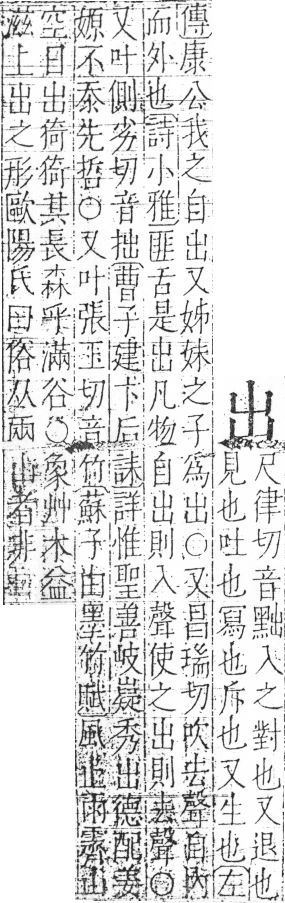 出
尺律切音黜入之對也又退也
見也吐也寫也斥也又生也左
傳康公我之自出又姊妹之子爲出○又昌瑞切吹去聲自內
而外也詩小雅匪舌是出凡物自出則入聲使之出則去聲○
又叶側劣切音拙曹子建卞后誄詳惟聖善岐嶷秀出德配姜
嫄不忝先哲○又叶張玉切音竹蘇子由墨竹賦風雨霽山
空日出猗猗其長森乎滿谷○象艸木益
滋上出之形歐陽氏曰俗从兩山者非